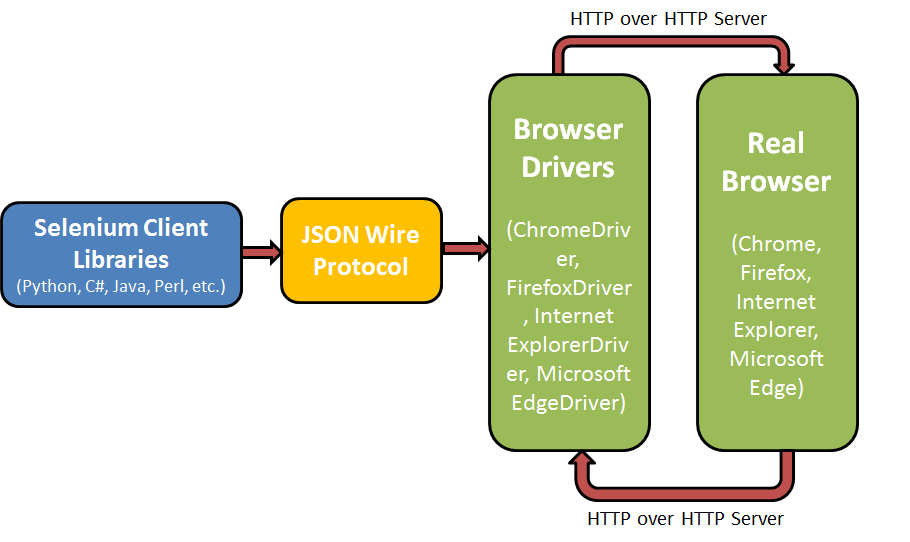 HTTP over HTTP Server
Selenium Client
Libraries
(Python, C#, Java, Perl, etc.)
JSON Wire
Protocol
Browser
Drivers
(ChromeDriv
er,
FirefoxDriver
, Internet
ExplorerDriv
er, Microsoft
EdgeDriver)
Real
Browser
(Chrome,
Firefox,
Internet
Explorer,
Microsoft
Edge)
HTTP over HTTP Server